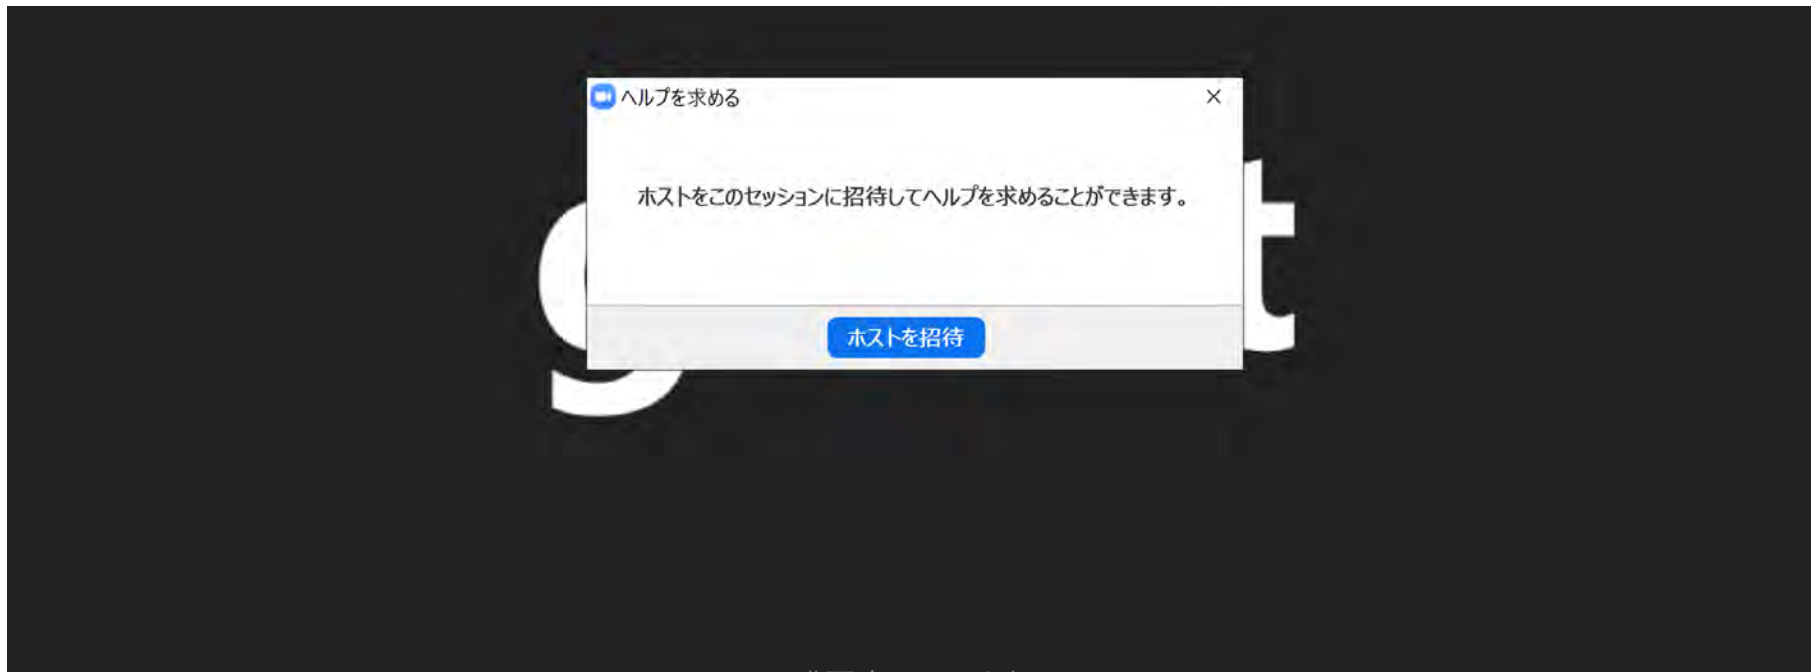 ヘルプを求める
ホストをこのセッションに招待してヘルプを求めることができます。
ホストを招待